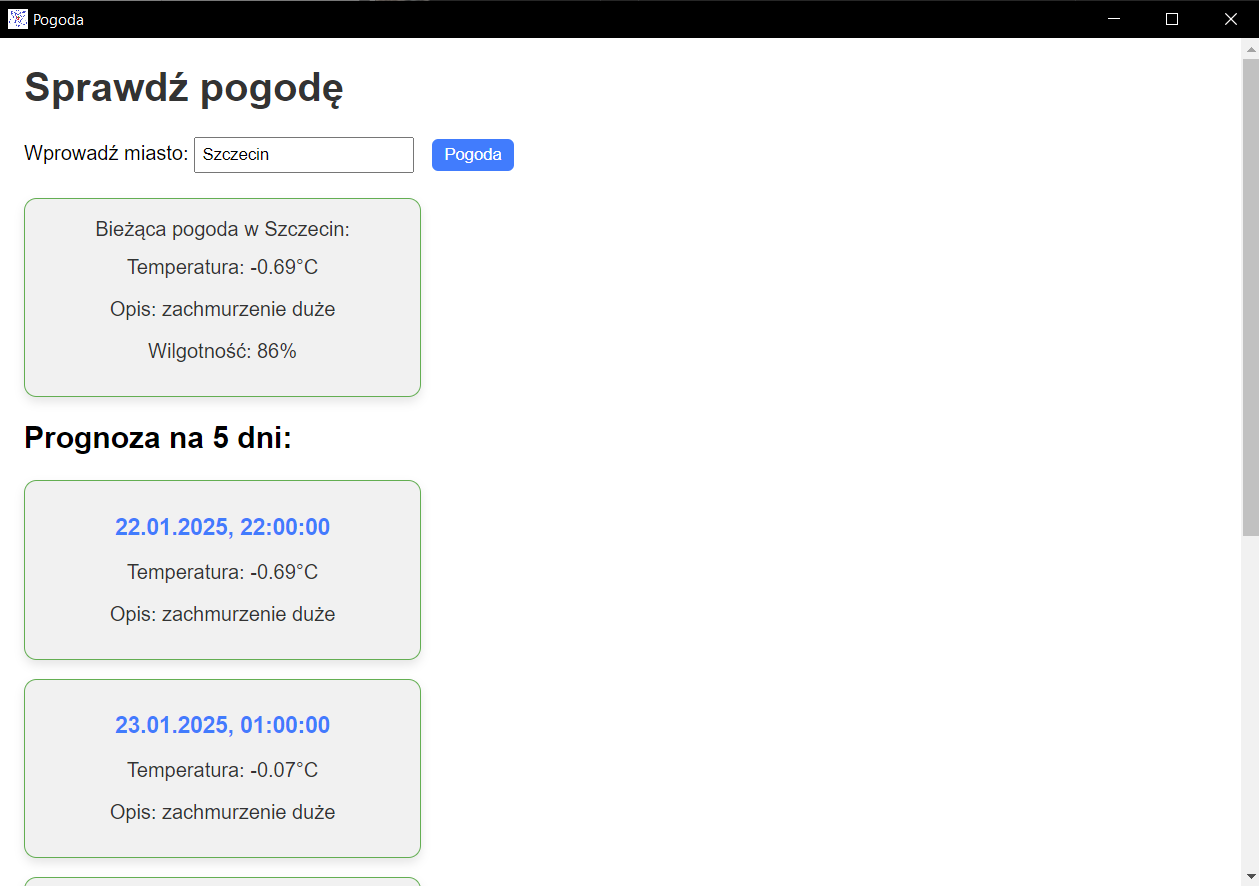 Pogoda
Sprawdź pogodę
Wprowadź miasto: Szczecin Pogoda
Bieżąca pogoda w Szczecin:
Temperatura: -0.69°C
Opis: zachmurzenie duże
Wilgotność: 86%
Prognoza na 5 dni:
22.01.2025, 22:00:00
Temperatura: -0.69°C
Opis: zachmurzenie duże
23.01.2025, 01:00:00
Temperatura: -0.07°C
Opis: zachmurzenie duże